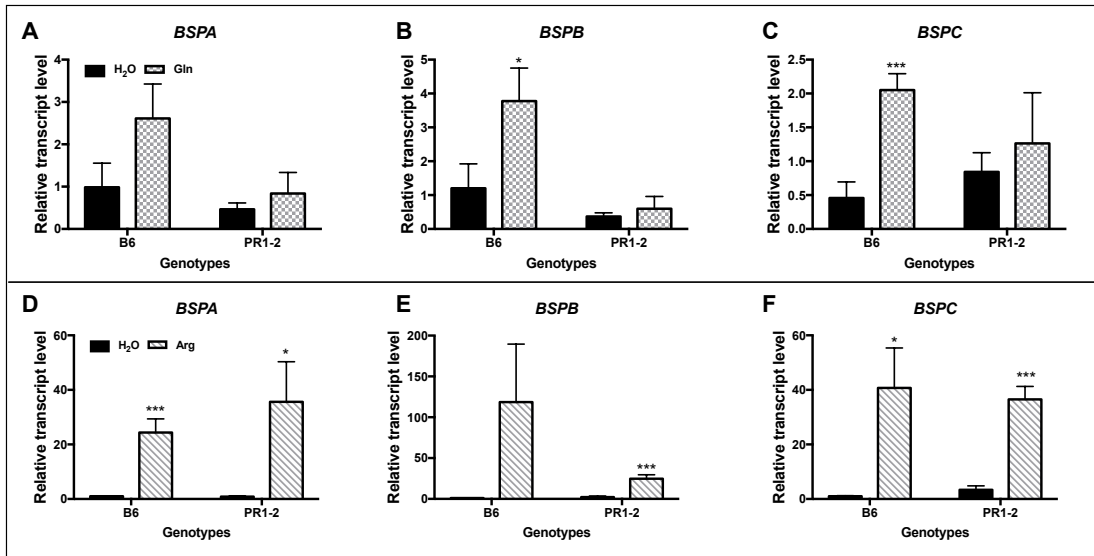 A
BSPA
Relative transcript level
H₂O
Gln
4
3
2
1
0
B6
PR1-2
Genotypes
B
BSPB
Relative transcript level
5
4
3
2
1
0
*
B6
PR1-2
Genotypes
C
BSPC
Relative transcript level
2.5
2.0
1.5
1.0
0.5
0.0
***
B6
PR1-2
Genotypes
D
BSPA
Relative transcript level
H₂O
Arg
60
40
20
0
***
*
B6
PR1-2
Genotypes
E
BSPB
Relative transcript level
200
150
100
50
0
***
B6
PR1-2
Genotypes
F
BSPC
Relative transcript level
60
40
20
0
*
***
B6
PR1-2
Genotypes